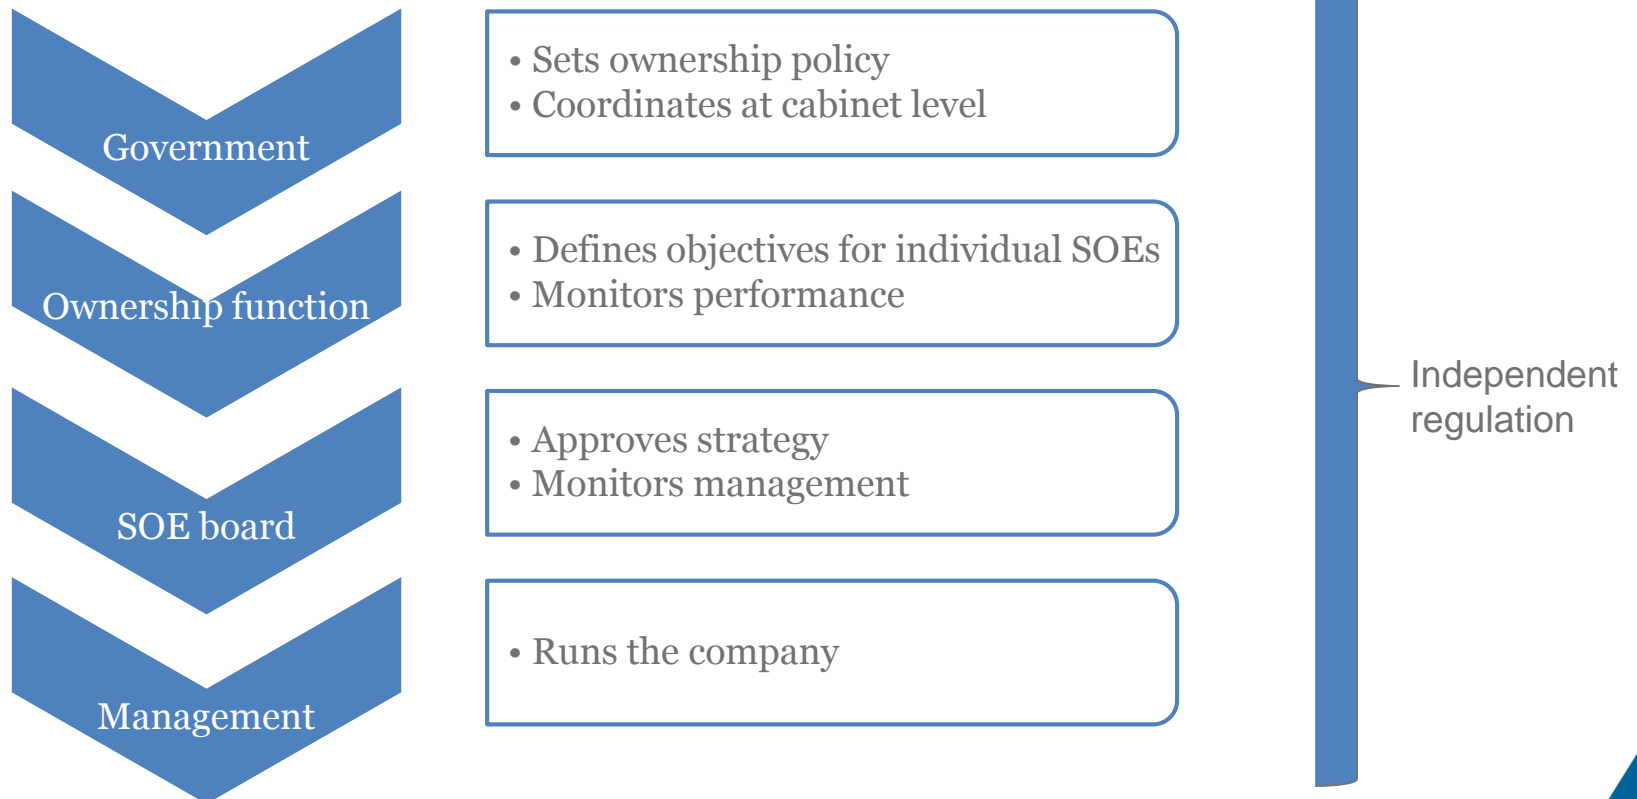 Government
• Sets ownership policy
• Coordinates at cabinet level
Ownership function
• Defines objectives for individual SOEs
• Monitors performance
SOE board
• Approves strategy
• Monitors management
Management
• Runs the company
Independent
regulation